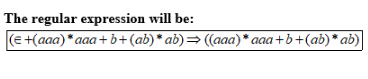 The regular expression will be:
(∈+(aaa)*aaa+b+(ab)*ab)⇒((aaa)*aaa+b+(ab)*ab)